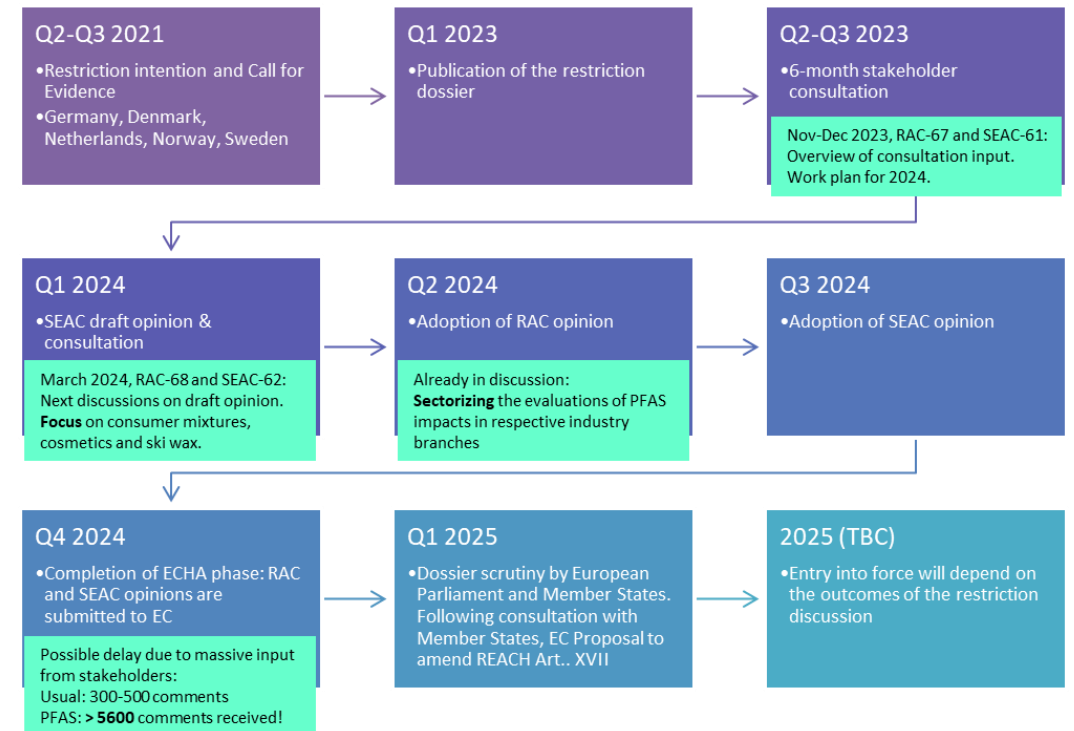 Q2-Q3 2021
•Restriction intention and Call for
Evidence
•Germany, Denmark,
Netherlands, Norway, Sweden
Q1 2023
•Publication of the restriction
dossier
Q2-Q3 2023
•6-month stakeholder
consultation
Nov-Dec 2023, RAC-67 and SEAC-61:
Overview of consultation input.
Work plan for 2024.
Q1 2024
•SEAC draft opinion &
consultation
March 2024, RAC-68 and SEAC-62:
Next discussions on draft opinion.
Focus on consumer mixtures,
cosmetics and ski wax.
Q2 2024
•Adoption of RAC opinion
Already in discussion:
Sectorizing the evaluations of PFAS
impacts in respective industry
branches
Q3 2024
•Adoption of SEAC opinion
Q4 2024
•Completion of ECHA phase: RAC
and SEAC opinions are
submitted to EC
Possible delay due to massive input
from stakeholders:
Usual: 300-500 comments
PFAS: > 5600 comments received!
Q1 2025
•Dossier scrutiny by European
Parliament and Member States.
Following consultation with
Member States, EC Proposal to
amend REACH Art.. XVII
2025 (TBC)
•Entry into force will depend on
the outcomes of the restriction
discussion